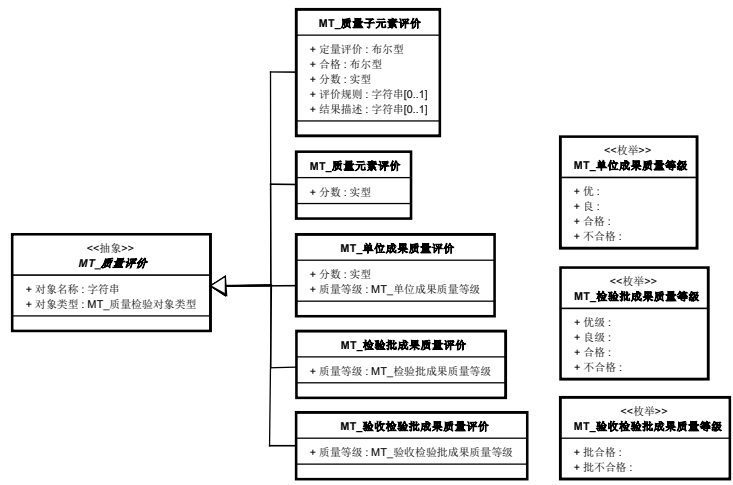 MT_质量子元素评价
+ 定量评价 : 布尔型
+ 合格 : 布尔型
+ 分数 : 实型
+ 评价规则 : 字符串[0..1]
+ 结果描述 : 字符串[0..1]
MT_质量元素评价
+ 分数 : 实型
<<抽象>>
MT_质量评价
+ 对象名称 : 字符串
+ 对象类型 : MT_质量检验对象类型
MT_单位成果质量评价
+ 分数 : 实型
+ 质量等级 : MT_单位成果质量等级
MT_检验批成果质量评价
+ 质量等级 : MT_检验批成果质量等级
MT_验收检验批成果质量评价
+ 质量等级 : MT_验收检验批成果质量等级
<<枚举>>
MT_单位成果质量等级
+ 优 :
+ 良 :
+ 合格 :
+ 不合格 :
<<枚举>>
MT_检验批成果质量等级
+ 优级 :
+ 良级 :
+ 合格 :
+ 不合格 :
<<枚举>>
MT_验收检验批成果质量等级
+ 批合格 :
+ 批不合格 :